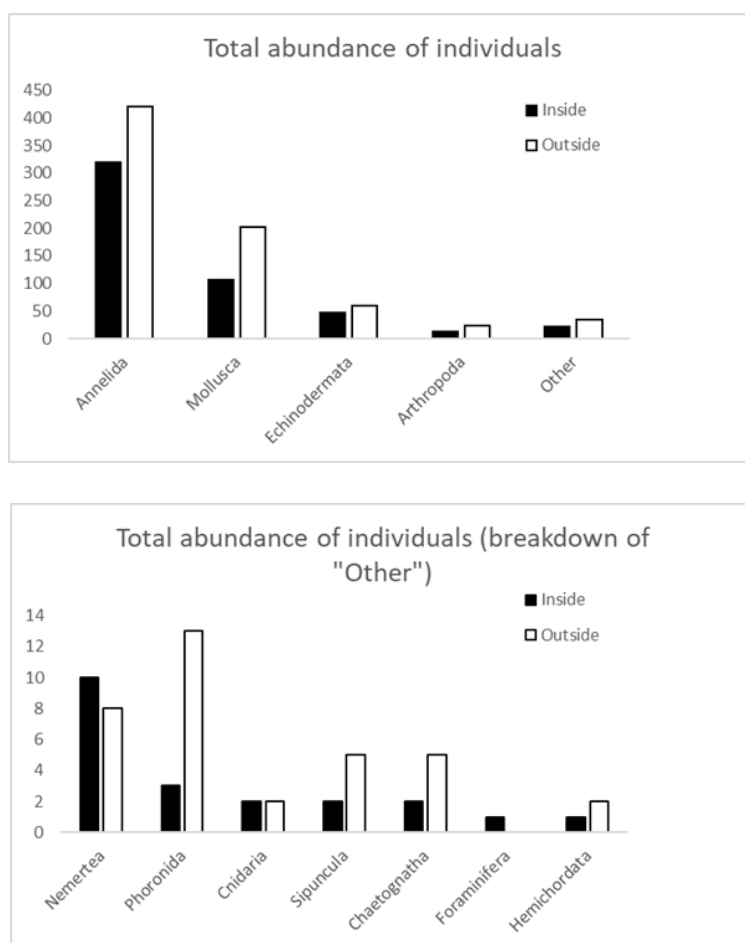 Total abundance of individuals
450
400
350
300
250
200
150
100
50
0
Inside
Outside
Annelida
Mollusca
Echinodermata
Arthropoda
Other
Total abundance of individuals (breakdown of
"Other")
14
12
10
8
6
4
2
0
Inside
Outside
Nemertea
Phoronida
Cnidaria
Sipuncula
Chaetognatha
Foraminifera
Hemichordata